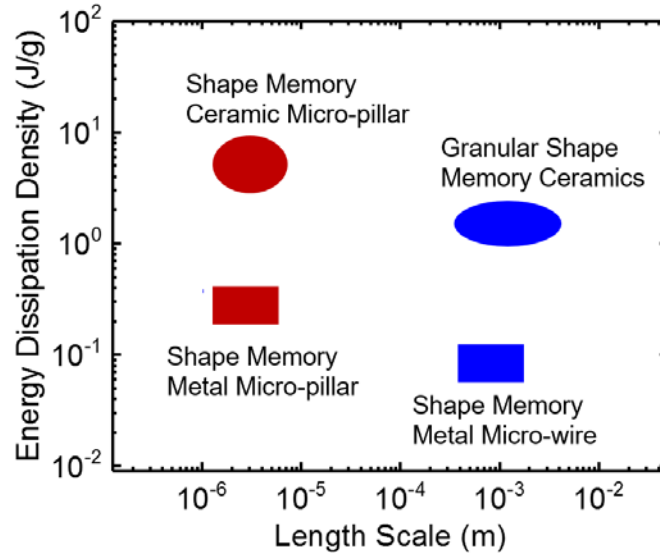 Energy Dissipation Density (J/g)
10²
10¹
10⁰
10⁻¹
10⁻²
Shape Memory
Ceramic Micro-pillar
Granular Shape
Memory Ceramics
Shape Memory
Metal Micro-pillar
Shape Memory
Metal Micro-wire
10⁻⁶ 10⁻⁵ 10⁻⁴ 10⁻³ 10⁻²
Length Scale (m)